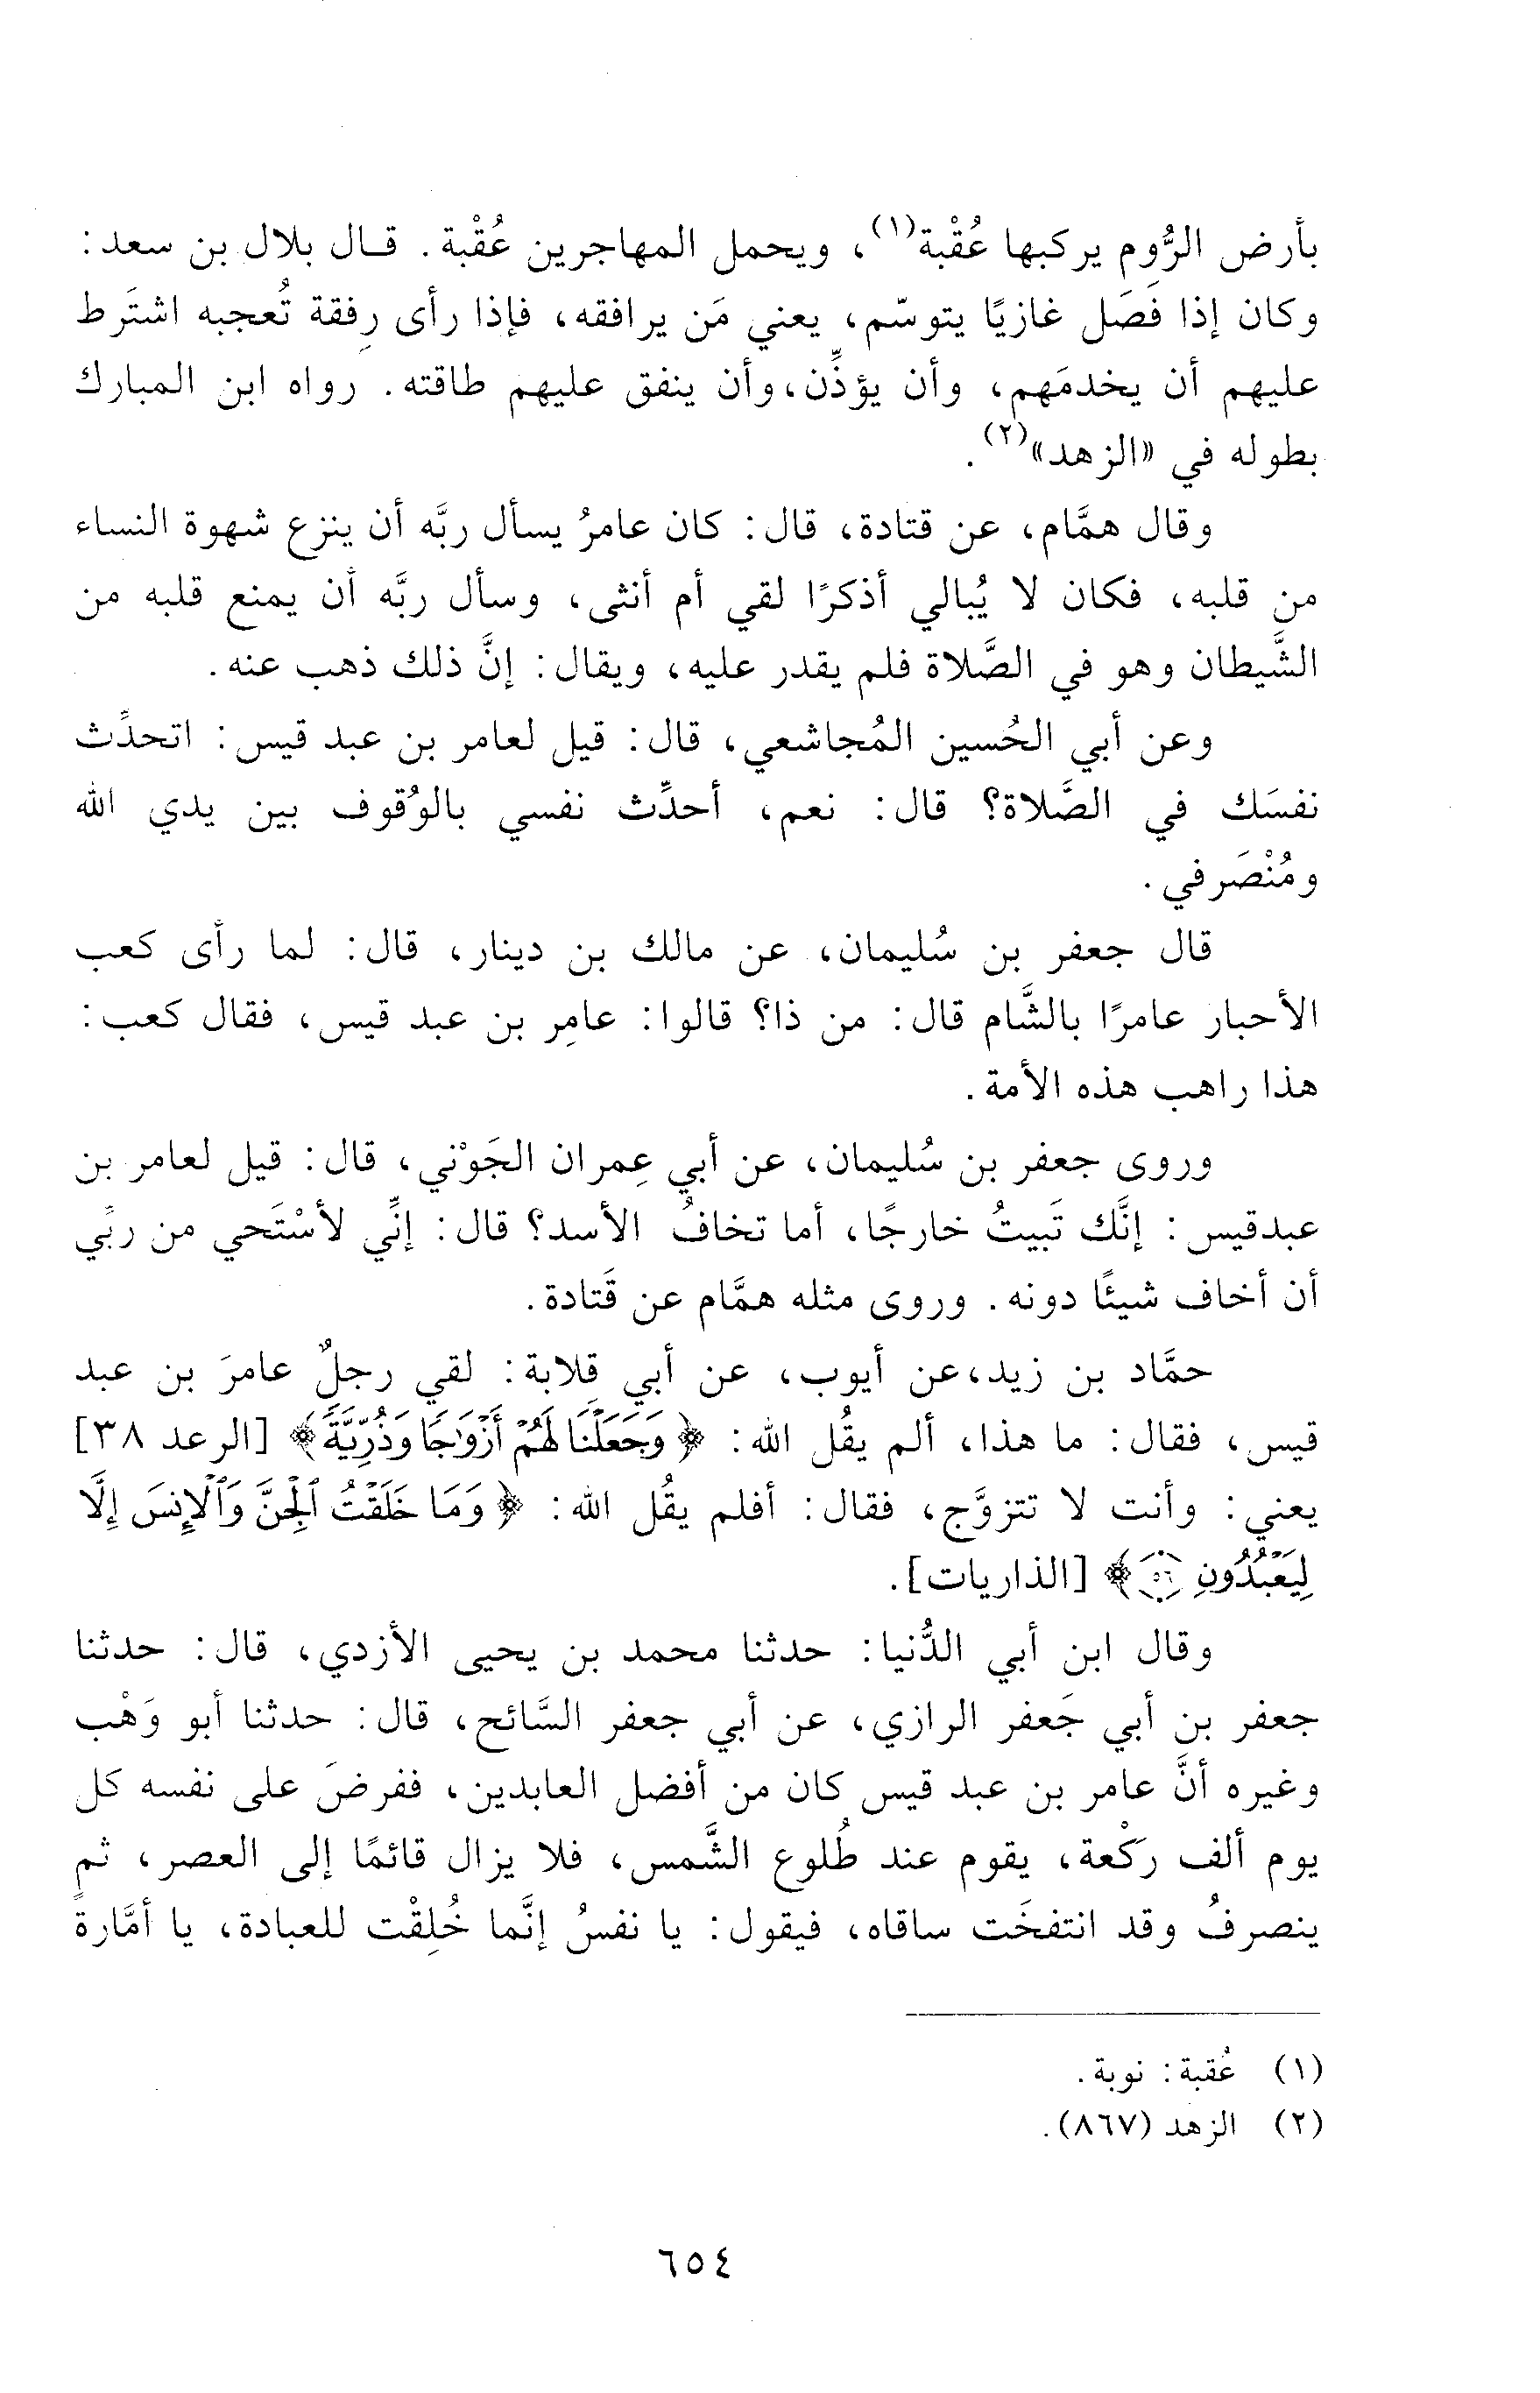 بأرض الرُّوم يركبها عُقْبة(١)، ويحمل المهاجرين عُقْبة. قال بلال بن سعد:
وكان إذا فَصَل غازيًا يتوسّم، يعني مَن يرافقه، فإذا رأى رِفقة تُعجبه اشتَرط
عليهم أن يخدمَهم، وأن يؤذِّن، وأن ينفق عليهم طاقته. رواه ابن المبارك
بطوله في «الزهد»(٢).
وقال همَّام، عن قتادة، قال: كان عامرُ يسأل ربَّه أن ينزع شهوة النساء
من قلبه، فكان لا يُبالي أذكرًا لقي أم أنثى، وسأل ربَّه أن يمنع قلبه من
الشَّيطان وهو في الصَّلاة فلم يقدر عليه، ويقال: إنَّ ذلك ذهب عنه.
وعن أبي الحُسين المُجاشعي، قال: قيل لعامر بن عبد قيس: اتحدِّث
نفسَك في الصَّلاة؟ قال: نعم، أحدِّث نفسي بالوُقوف بين يدي الله
ومُنْصَرفي.
قال جعفر بن سُليمان، عن مالك بن دينار، قال: لما رأى كعب
الأحبار عامرًا بالشَّام قال: من ذا؟ قالوا: عامِر بن عبد قيس، فقال كعب:
هذا راهب هذه الأمة.
وروى جعفر بن سُليمان، عن أبي عِمران الجَوْني، قال: قيل لعامر بن
عبدقيس: إنَّك تَبيتُ خارجًا، أما تخافُ الأسد؟ قال: إنِّي لأسْتَحي من ربِّي
أن أخاف شيئًا دونه. وروى مثله همَّام عن قَتادة.
حمَّاد بن زيد، عن أيوب، عن أبي قِلابة: لقي رجلٌ عامرَ بن عبد
قيس، فقال: ما هذا، ألم يقُل الله: ﴿وَجَعَلْنَا لَهُمْ أَزْوَٰجًا وَذُرِّيَّةً﴾ [الرعد ٣٨]
يعني: وأنت لا تتزوَّج، فقال: أفلم يقُل الله: ﴿وَمَا خَلَقْتُ ٱلْجِنَّ وَٱلْإِنسَ إِلَّا
لِيَعْبُدُونِ ٥٦﴾ [الذاريات].
وقال ابن أبي الدُّنيا: حدثنا محمد بن يحيى الأزدي، قال: حدثنا
جعفر بن أبي جَعفر الرازي، عن أبي جعفر السَّائح، قال: حدثنا أبو وَهْب
وغيره أنَّ عامر بن عبد قيس كان من أفضل العابدين، ففرضَ على نفسه كل
يوم ألف ركْعة، يقوم عند طُلوع الشَّمس، فلا يزال قائمًا إلى العصر، ثم
ينصرفُ وقد انتفخَت ساقاه، فيقول: يا نفسُ إنَّما خُلِقْت للعبادة، يا أمَّارةً
(١) عُقبة: نوبة.
(٢) الزهد (٨٦٧).
٦٥٤